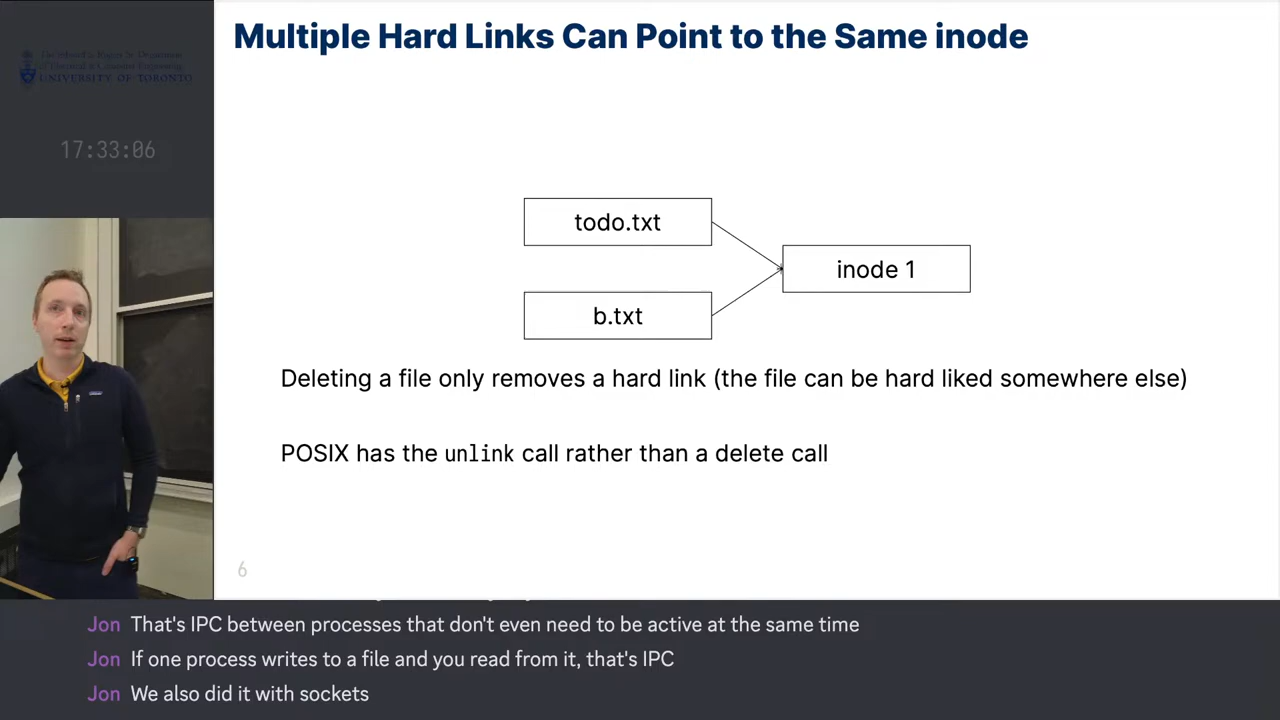 Multiple Hard Links Can Point to the Same inode
UNIVERSITY OF TORONTO
17:33:06
todo.txt
inode 1
b.txt
Deleting a file only removes a hard link (the file can be hard liked somewhere else)
POSIX has the unlink call rather than a delete call
6
Jon That's IPC between processes that don't even need to be active at the same time
Jon If one process writes to a file and you read from it, that's IPC
Jon We also did it with sockets